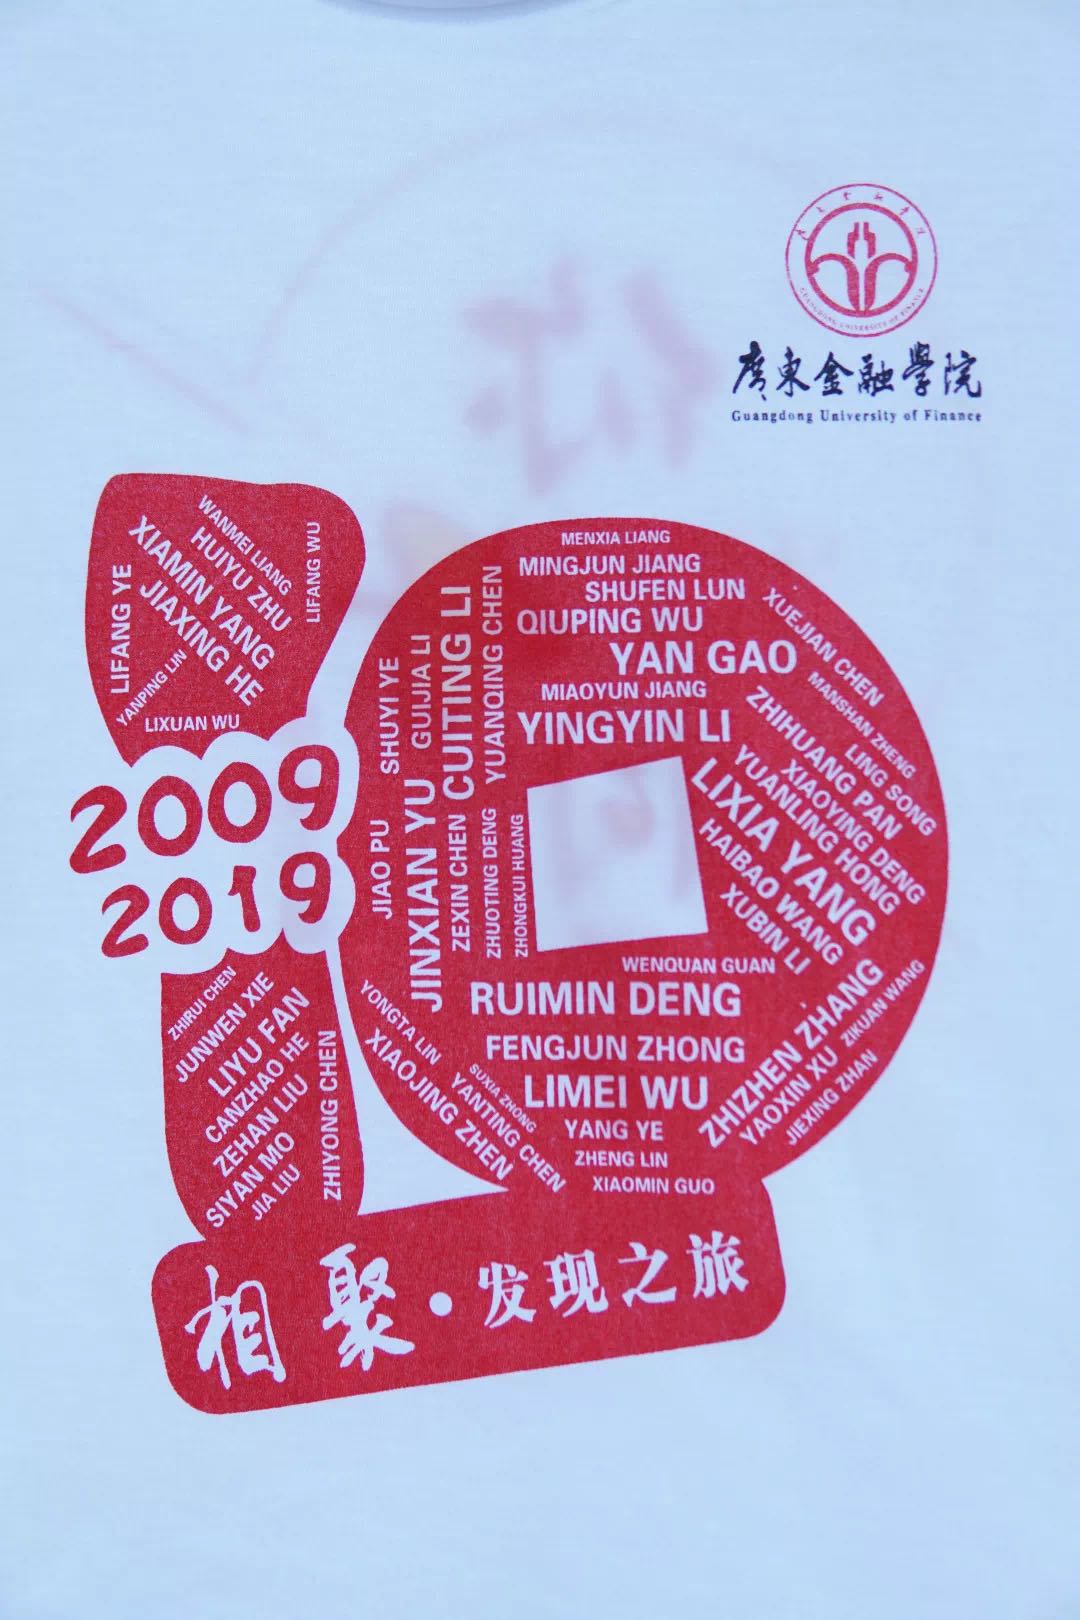 廣東金融學院
Guangdong University of Finance
GUANGDONG UNIVERSITY OF FINANCE
WANMEI LIANG
HUIYU ZHU
XIAMIN YANG
JIAXING HE
LIFANG WU
LIFANG YE
YANPING LIN
LIXUAN WU
2009
2019
ZHIRUI CHEN
JUNWEN XIE
LIYU FAN
CANZHAO HE
ZEHAN LIU
SIYAN MO
JIA LIU
ZHIYONG CHEN
MENXIA LIANG
MINGJUN JIANG
SHUFEN LUN
QIUPING WU
YAN GAO
MIAOYUN JIANG
YINGYIN LI
SHUYI YE
GUIJIA LI
CUITING LI
YUANQING CHEN
JIAO PU
JINXIAN YU
ZEXIN CHEN
ZHUOTING DENG
ZHONGKUI HUANG
XUEJIAN CHEN
MANSHAN ZHENG
LING SONG
ZHIHUANG PAN
XIAOYING DENG
YUANLING HONG
LIXIA YANG
HAIBAO WANG
XUBIN LI
WENQUAN GUAN
RUIMIN DENG
FENGJUN ZHONG
LIMEI WU
YANG YE
ZHENG LIN
XIAOMIN GUO
YONGTA LIN
XIAOJING ZHEN
SUXIA ZHONG
YANTING CHEN
ZHIZHEN ZHANG
ZIKUAN WANG
YAOXIN XU
JIEXING ZHAN
相聚·发现之旅